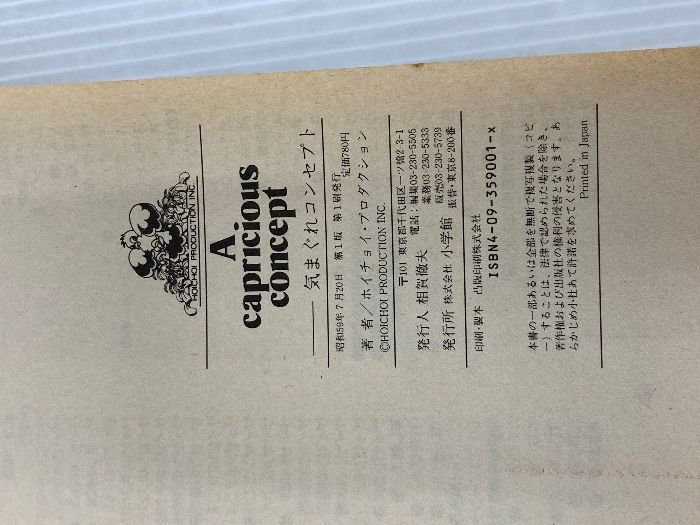 HOICHOI PRODUCTION INC.
A
capricious
concept
——気まぐれコンセプト
昭和59年7月20日 第1版 第1刷発行
定価780円
著者／ホイチョイ・プロダクション
©HOICHOI PRODUCTION INC.
〒101 東京都千代田区一ツ橋2-3-1
電話・編集03-230-5505
業務03-230-5333
販売03-230-5739
振替・東京8-200番
発行人 相賀徹夫
発行所 株式会社 小学館
印刷・製本 凸版印刷株式会社
ISBN4-09-359001-x
本書の一部あるいは全部を無断で複写複製（コピ
ー）することは、法律で認められた場合を除き、
著作権および出版社の権利の侵害となります。あ
らかじめ小社あて許諾を求めてください。
Printed in Japan